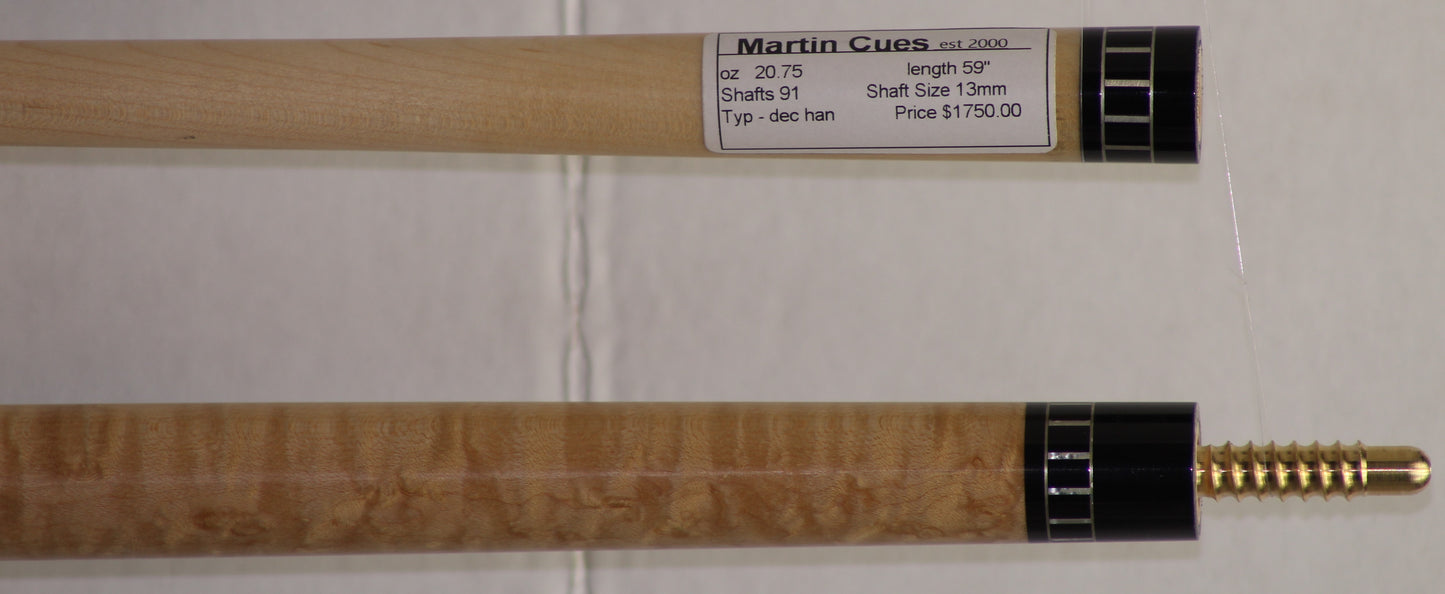 Martin Cues est 2000
oz 20.75 length 59"
Shafts 91 Shaft Size 13mm
Typ - dec han Price $1750.00